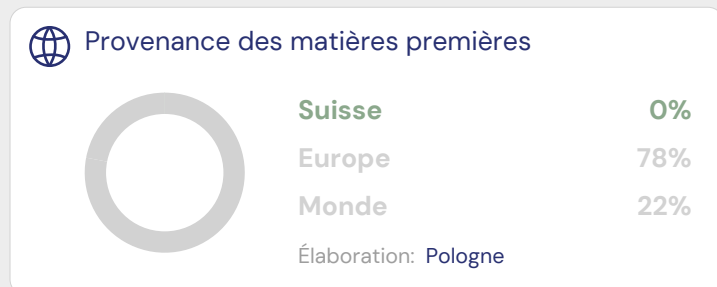 Provenance des matières premières
Suisse 0%
Europe 78%
Monde 22%
Élaboration: Pologne